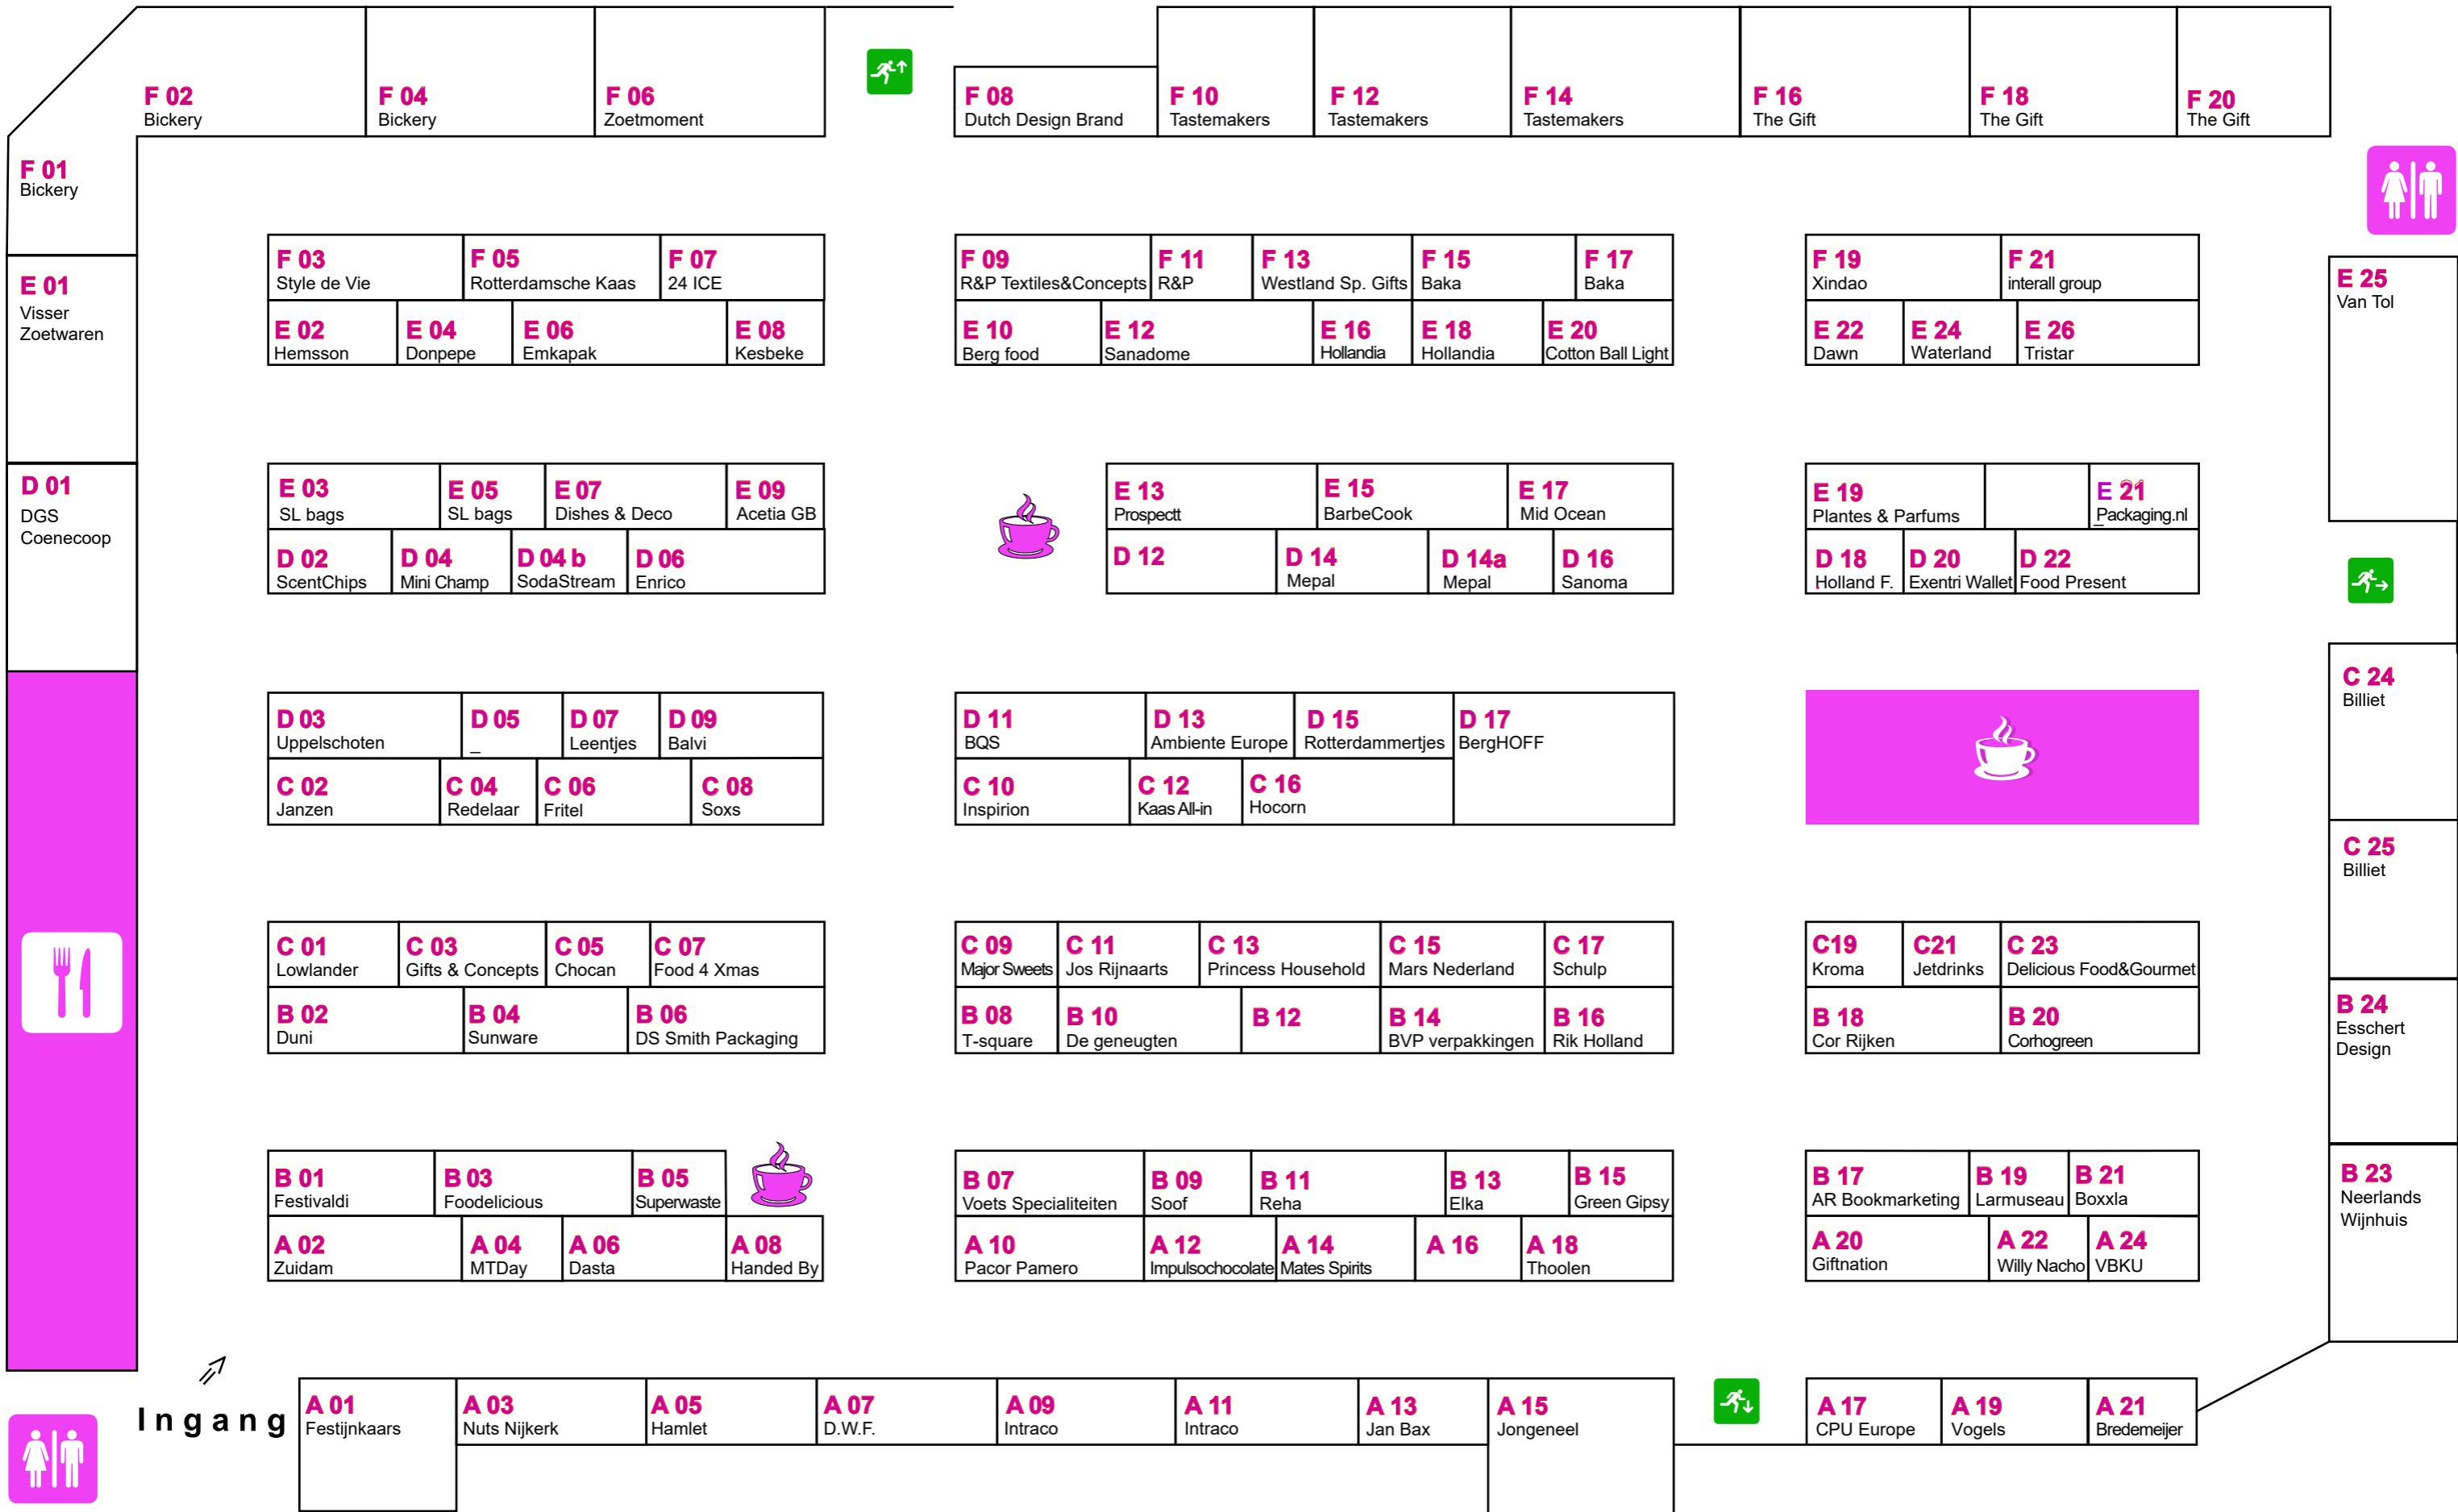 F 02
Bickery
F 04
Bickery
F 06
Zoetmoment
F 08
Dutch Design Brand
F 10
Tastemakers
F 12
Tastemakers
F 14
Tastemakers
F 16
The Gift
F 18
The Gift
F 20
The Gift
F 01
Bickery
E 01
Visser
Zoetwaren
D 01
DGS
Coenecoop
F 03
Style de Vie
F 05
Rotterdamsche Kaas
F 07
24 ICE
E 02
Hemsson
E 04
Donpepe
E 06
Emkapak
E 08
Kesbeke
F 09
R&P Textiles&Concepts
F 11
R&P
F 13
Westland Sp. Gifts
F 15
Baka
F 17
Baka
E 10
Berg food
E 12
Sanadome
E 16
Hollandia
E 18
Hollandia
E 20
Cotton Ball Light
F 19
Xindao
F 21
interall group
E 22
Dawn
E 24
Waterland
E 26
Tristar
E 25
Van Tol
E 03
SL bags
E 05
SL bags
E 07
Dishes & Deco
E 09
Acetia GB
D 02
ScentChips
D 04
Mini Champ
D 04 b
SodaStream
D 06
Enrico
E 13
Prospectt
E 15
BarbeCook
E 17
Mid Ocean
D 12
D 14
Mepal
D 14a
Mepal
D 16
Sanoma
E 19
Plantes & Parfums
E 21
_Packaging.nl
D 18
Holland F.
D 20
Exentri Wallet
D 22
Food Present
D 03
Uppelschoten
D 05
_
D 07
Leentjes
D 09
Balvi
C 02
Janzen
C 04
Redelaar
C 06
Fritel
C 08
Soxs
D 11
BQS
D 13
Ambiente Europe
D 15
Rotterdammertjes
D 17
BergHOFF
C 10
Inspirion
C 12
Kaas All-in
C 16
Hocorn
C 24
Billiet
C 25
Billiet
C 01
Lowlander
C 03
Gifts & Concepts
C 05
Chocan
C 07
Food 4 Xmas
B 02
Duni
B 04
Sunware
B 06
DS Smith Packaging
C 09
Major Sweets
C 11
Jos Rijnaarts
C 13
Princess Household
C 15
Mars Nederland
C 17
Schulp
B 08
T-square
B 10
De geneugten
B 12
B 14
BVP verpakkingen
B 16
Rik Holland
C19
Kroma
C21
Jetdrinks
C 23
Delicious Food&Gourmet
B 18
Cor Rijken
B 20
Corhogreen
B 24
Esschert
Design
B 23
Neerlands
Wijnhuis
B 01
Festivaldi
B 03
Foodelicious
B 05
Superwaste
A 02
Zuidam
A 04
MTDay
A 06
Dasta
A 08
Handed By
B 07
Voets Specialiteiten
B 09
Soof
B 11
Reha
B 13
Elka
B 15
Green Gipsy
A 10
Pacor Pamero
A 12
Impulsochocolate
A 14
Mates Spirits
A 16
A 18
Thoolen
B 17
AR Bookmarketing
B 19
Larmuseau
B 21
Boxxla
A 20
Giftnation
A 22
Willy Nacho
A 24
VBKU
Ingang
A 01
Festijnkaars
A 03
Nuts Nijkerk
A 05
Hamlet
A 07
D.W.F.
A 09
Intraco
A 11
Intraco
A 13
Jan Bax
A 15
Jongeneel
A 17
CPU Europe
A 19
Vogels
A 21
Bredemeijer